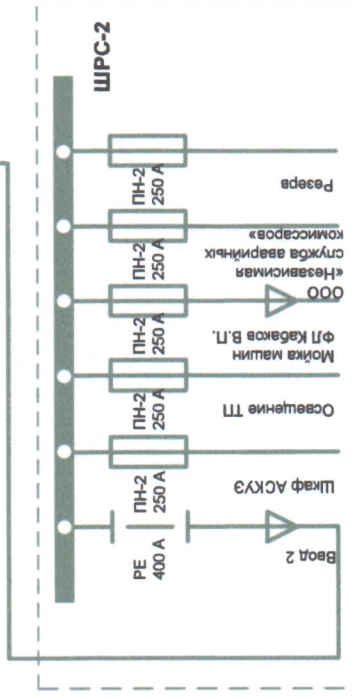 ШРС-2
РЕ
400 А
ПН-2
250 А
ПН-2
250 А
ПН-2
250 А
ПН-2
250 А
ПН-2
250 А
Ввод 2
Шкаф АСКУЭ
Освещение ТП
Мойка машин
ФЛ Кабаков В.П.
ООО
«Независимая
служба аварийных
комиссаров»
Резерв